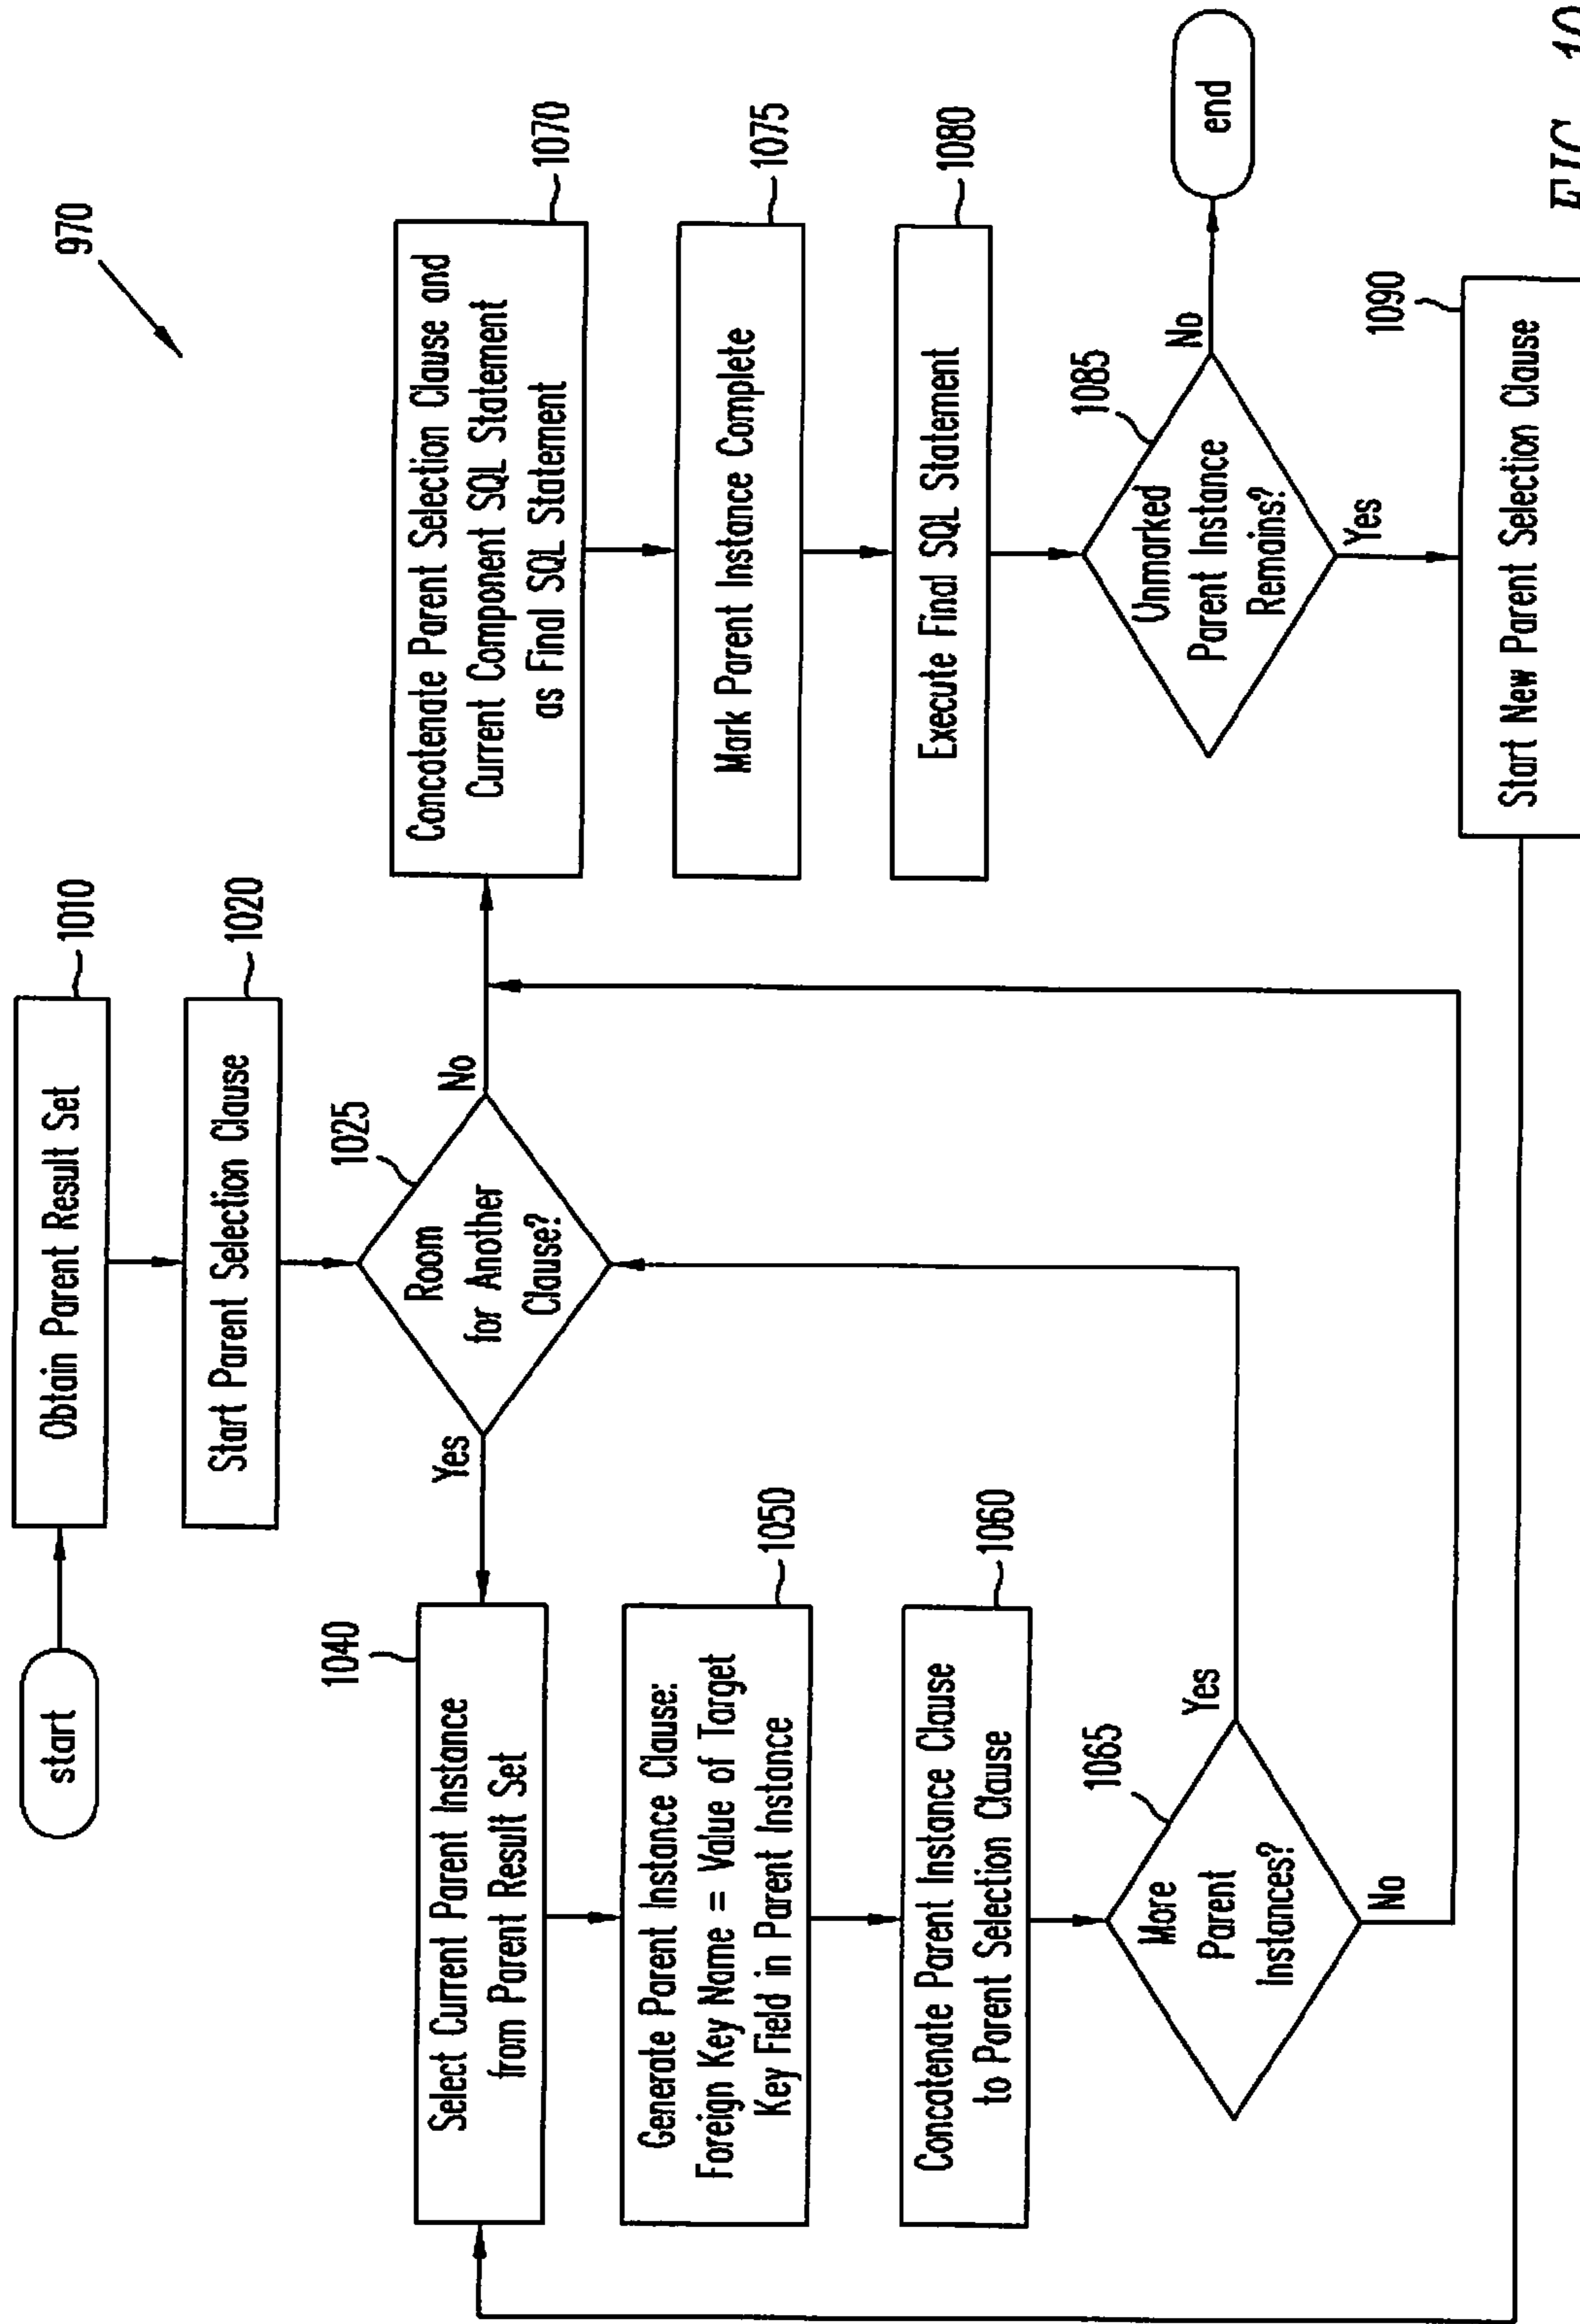 970
start
Obtain Parent Result Set
1010
Start Parent Selection Clause
1020
Room
for Another
Clause?
1025
Yes
No
Select Current Parent Instance
from Parent Result Set
1040
Generate Parent Instance Clause:
Foreign Key Name = Value of Target
Key Field in Parent Instance
1050
Concatenate Parent Instance Clause
to Parent Selection Clause
1060
More
Parent
Instances?
1065
Yes
No
Concatenate Parent Selection Clause and
Current Component SQL Statement
as Final SQL Statement
1070
Mark Parent Instance Complete
1075
Execute Final SQL Statement
1080
Unmarked
Parent Instance
Remains?
1085
No
end
Yes
Start New Parent Selection Clause
1090
FIG. 10